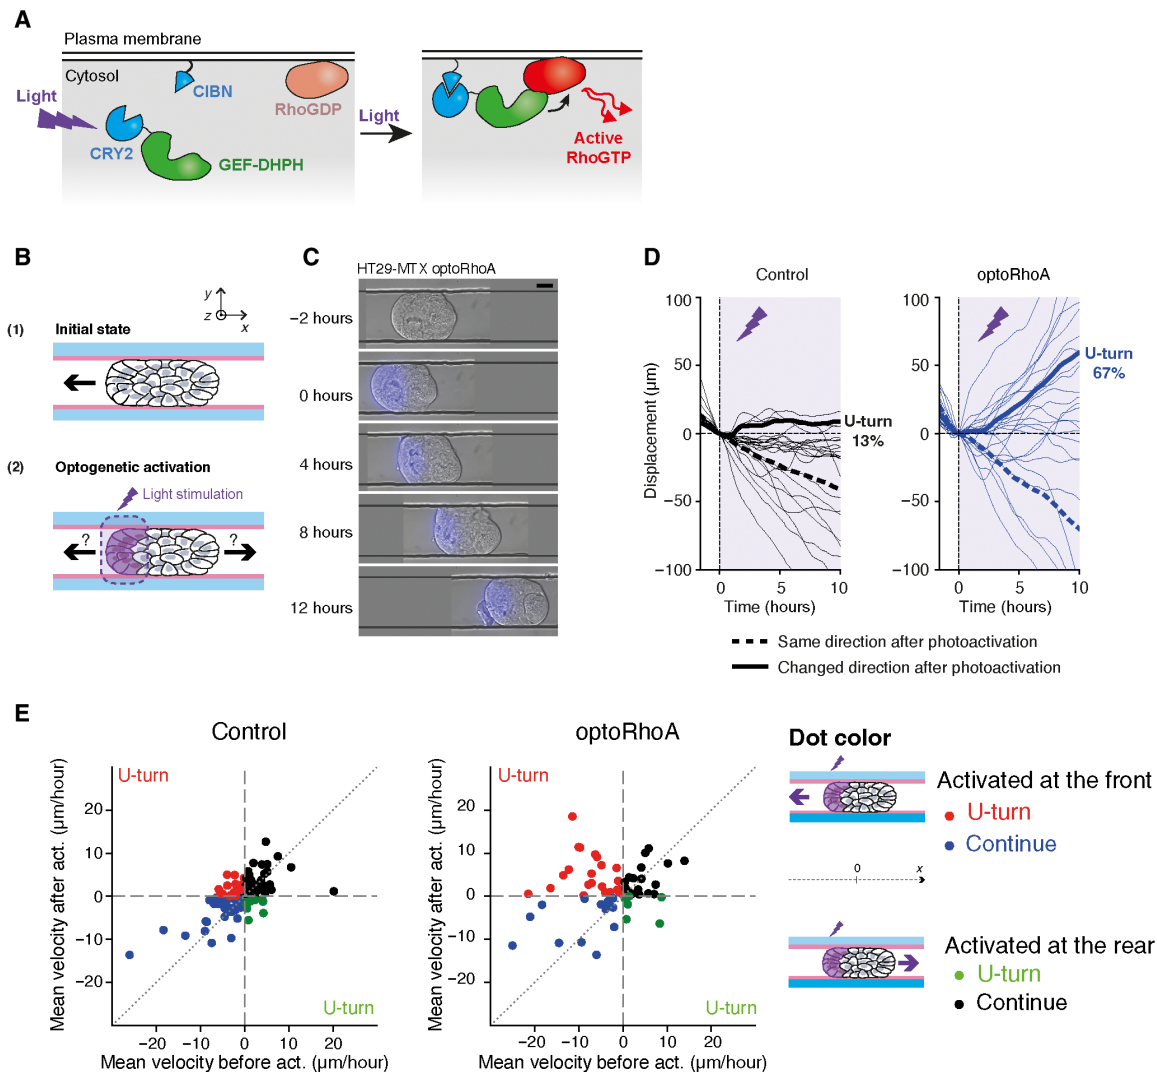 A
Plasma membrane
Cytosol
Light
CIBN
RhoGDP
CRY2
GEF-DHPH
Light
Active
RhoGTP
B
y
z
x
(1)
Initial state
(2)
Optogenetic activation
Light stimulation
?
?
C
HT29-MTX optoRhoA
−2 hours
0 hours
4 hours
8 hours
12 hours
D
Control
optoRhoA
Displacement (µm)
100
50
0
−50
−100
0
5
10
Time (hours)
U-turn
13%
100
50
0
−50
−100
0
5
10
Time (hours)
U-turn
67%
Same direction after photoactivation
Changed direction after photoactivation
E
Control
Mean velocity after act. (µm/hour)
U-turn
20
10
0
−10
−20
U-turn
−20
−10
0
10
20
Mean velocity before act. (µm/hour)
optoRhoA
Mean velocity after act. (µm/hour)
U-turn
20
10
0
−10
−20
U-turn
−20
−10
0
10
20
Mean velocity before act. (µm/hour)
Dot color
Activated at the front
U-turn
Continue
0
x
Activated at the rear
U-turn
Continue